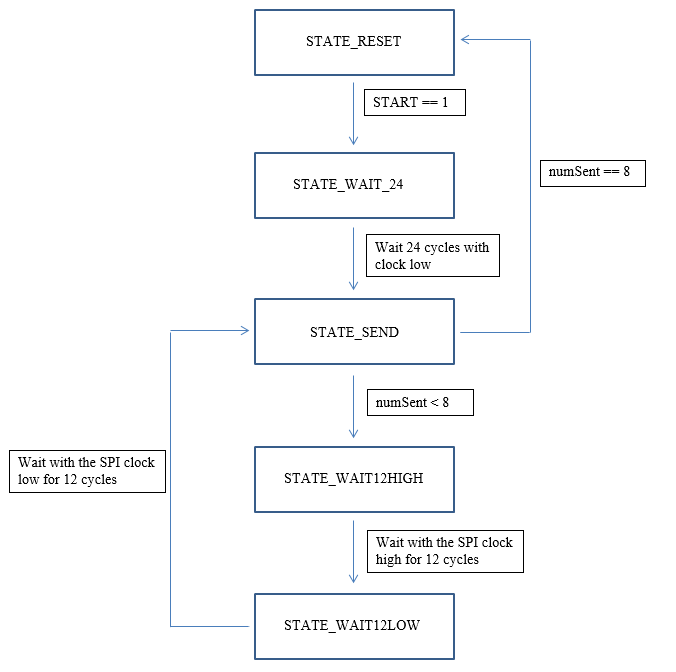 STATE_RESET
START == 1
STATE_WAIT_24
numSent == 8
Wait 24 cycles with
clock low
STATE_SEND
numSent < 8
Wait with the SPI clock
low for 12 cycles
STATE_WAIT12HIGH
Wait with the SPI clock
high for 12 cycles
STATE_WAIT12LOW